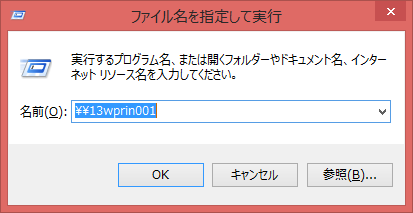 ファイル名を指定して実行
実行するプログラム名、または開くフォルダーやドキュメント名、インター
ネット リソース名を入力してください。
名前(O): ¥¥13wprin001
OK キャンセル 参照(B)...